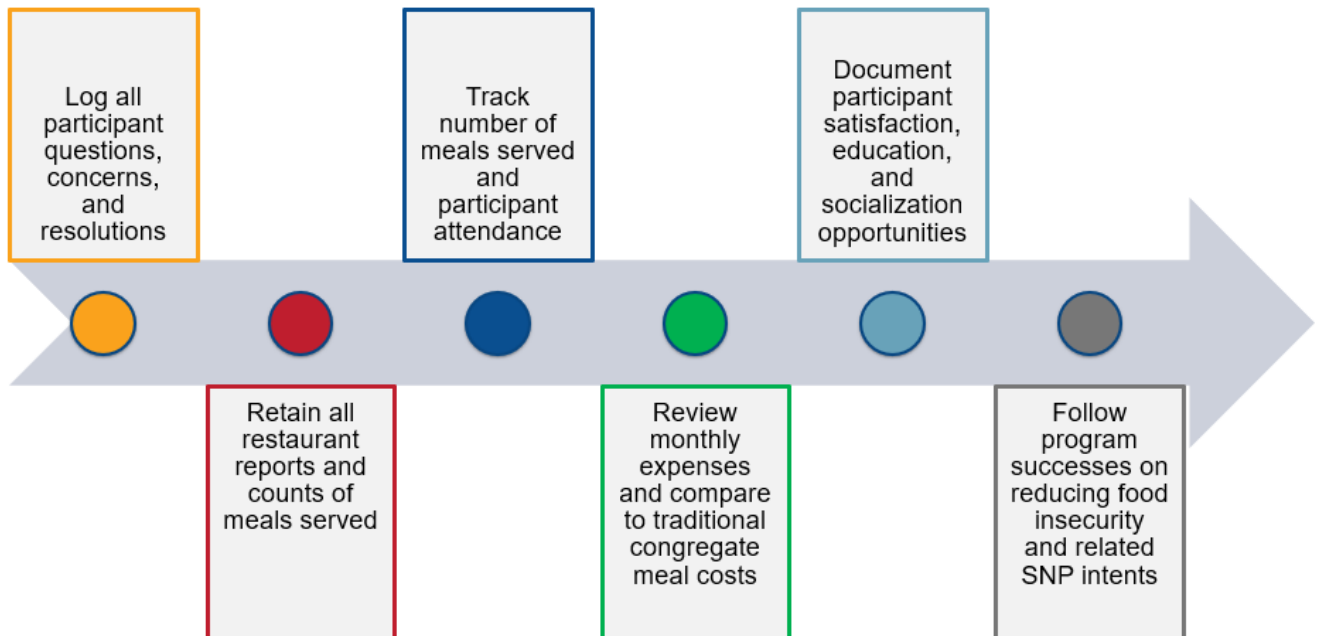 Log all
participant
questions,
concerns,
and
resolutions
Retain all
restaurant
reports and
counts of
meals served
Track
number of
meals served
and
participant
attendance
Review
monthly
expenses
and compare
to traditional
congregate
meal costs
Document
participant
satisfaction,
education,
and
socialization
opportunities
Follow
program
successes on
reducing food
insecurity
and related
SNP intents